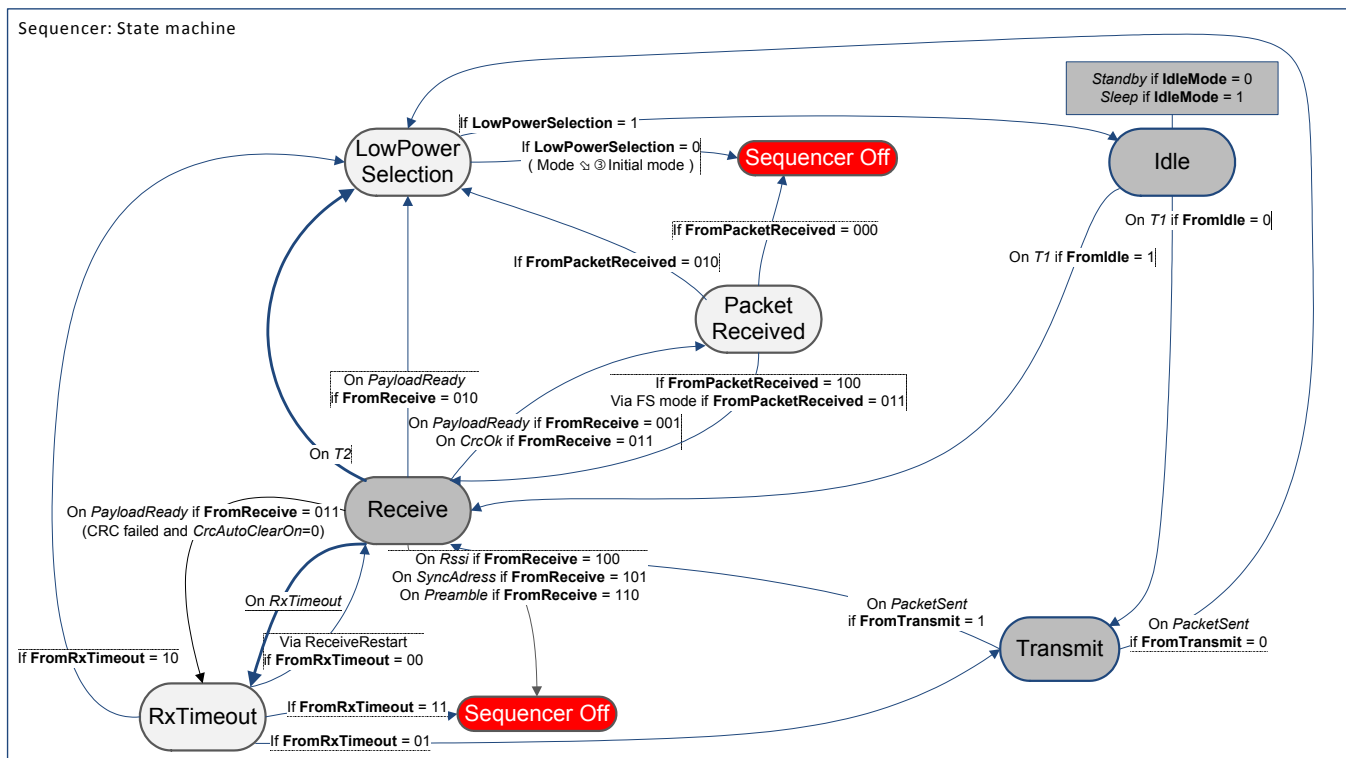 Sequencer: State machine
Standby if IdleMode = 0
Sleep if IdleMode = 1
If LowPowerSelection = 1
LowPower
Selection
If LowPowerSelection = 0
( Mode ⇘ ③ Initial mode )
Sequencer Off
Idle
On T1 if FromIdle = 0
If FromPacketReceived = 000
On T1 if FromIdle = 1
If FromPacketReceived = 010
Packet
Received
On PayloadReady
if FromReceive = 010
If FromPacketReceived = 100
Via FS mode if FromPacketReceived = 011
On PayloadReady if FromReceive = 001
On CrcOk if FromReceive = 011
On T2
Receive
On PayloadReady if FromReceive = 011
(CRC failed and CrcAutoClearOn=0)
On Rssi if FromReceive = 100
On SyncAdress if FromReceive = 101
On Preamble if FromReceive = 110
On RxTimeout
On PacketSent
if FromTransmit = 1
On PacketSent
if FromTransmit = 0
Transmit
Via ReceiveRestart
if FromRxTimeout = 00
If FromRxTimeout = 10
RxTimeout
If FromRxTimeout = 11
Sequencer Off
If FromRxTimeout = 01